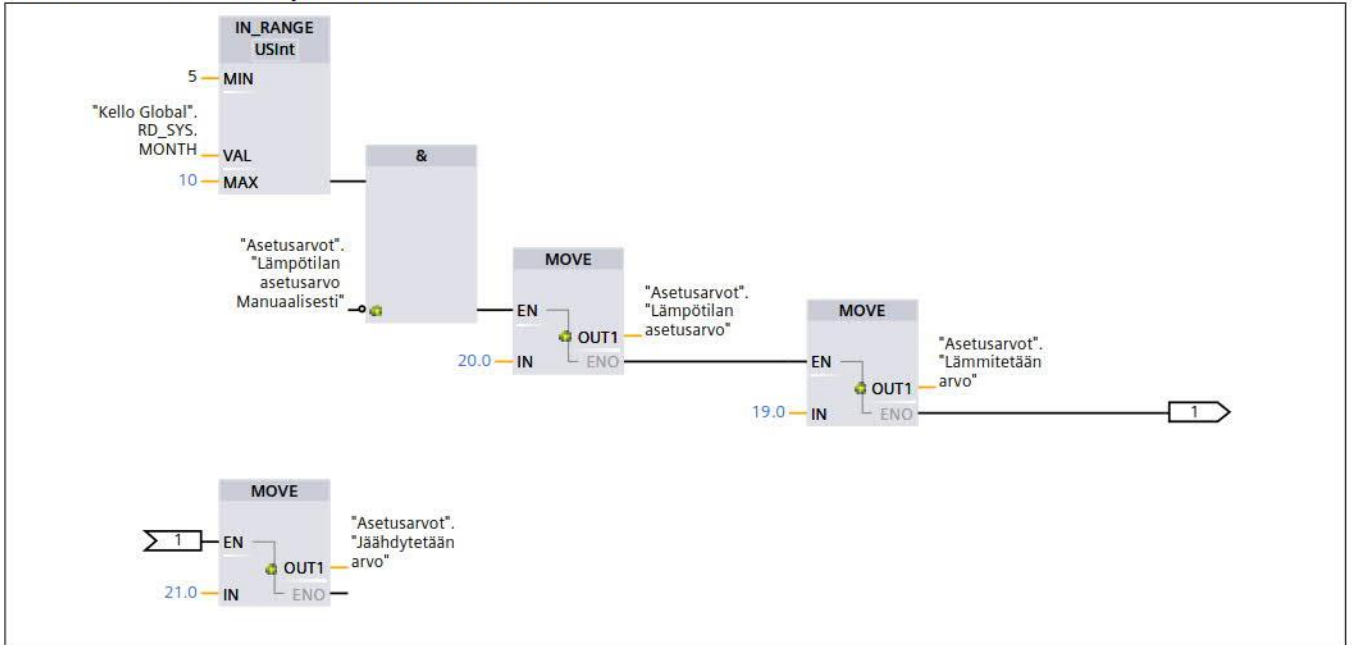 IN_RANGE
USInt
5
MIN
"Kello Global".
RD_SYS.
MONTH
VAL
10
MAX
&
"Asetusarvot".
"Lämpötilan
asetusarvo
Manuaalisesti"
MOVE
EN
OUT1
"Asetusarvot".
"Lämpötilan
asetusarvo"
20.0
IN
ENO
MOVE
EN
OUT1
"Asetusarvot".
"Lämmitetään
arvo"
19.0
IN
ENO
1
MOVE
1
EN
OUT1
"Asetusarvot".
"Jäähdytetään
arvo"
21.0
IN
ENO